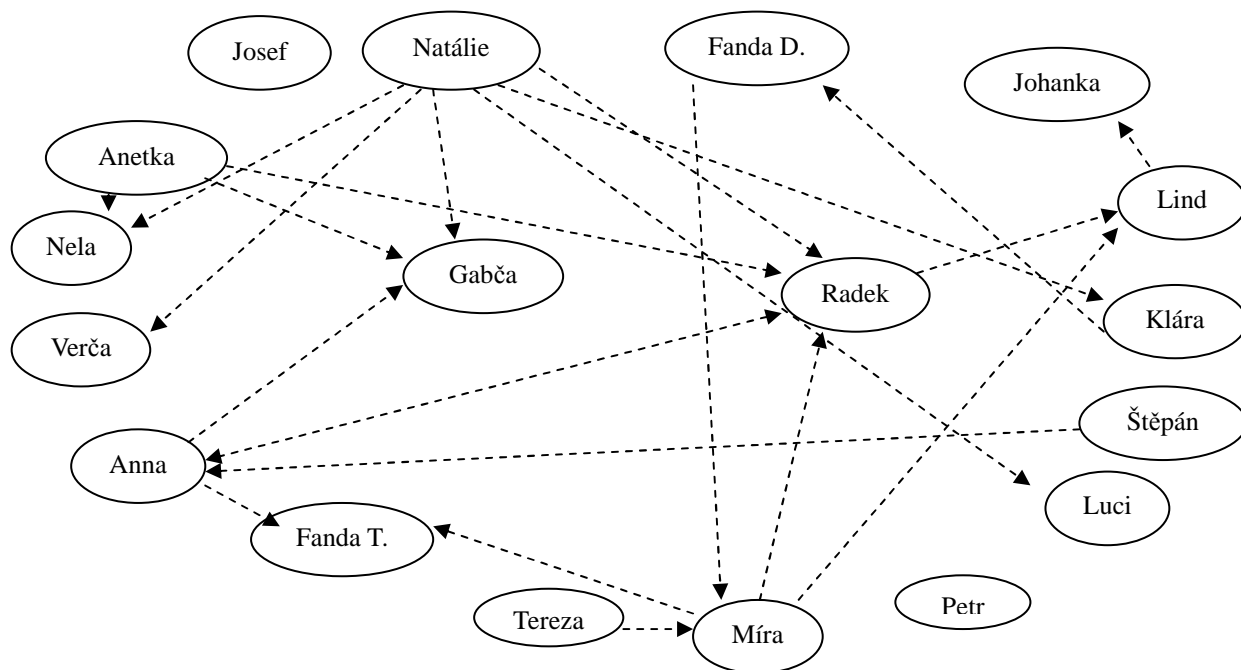 Josef
Natálie
Fanda D.
Johanka
Anetka
Lind
Nela
Gabča
Radek
Klára
Verča
Štěpán
Anna
Luci
Fanda T.
Tereza
Míra
Petr